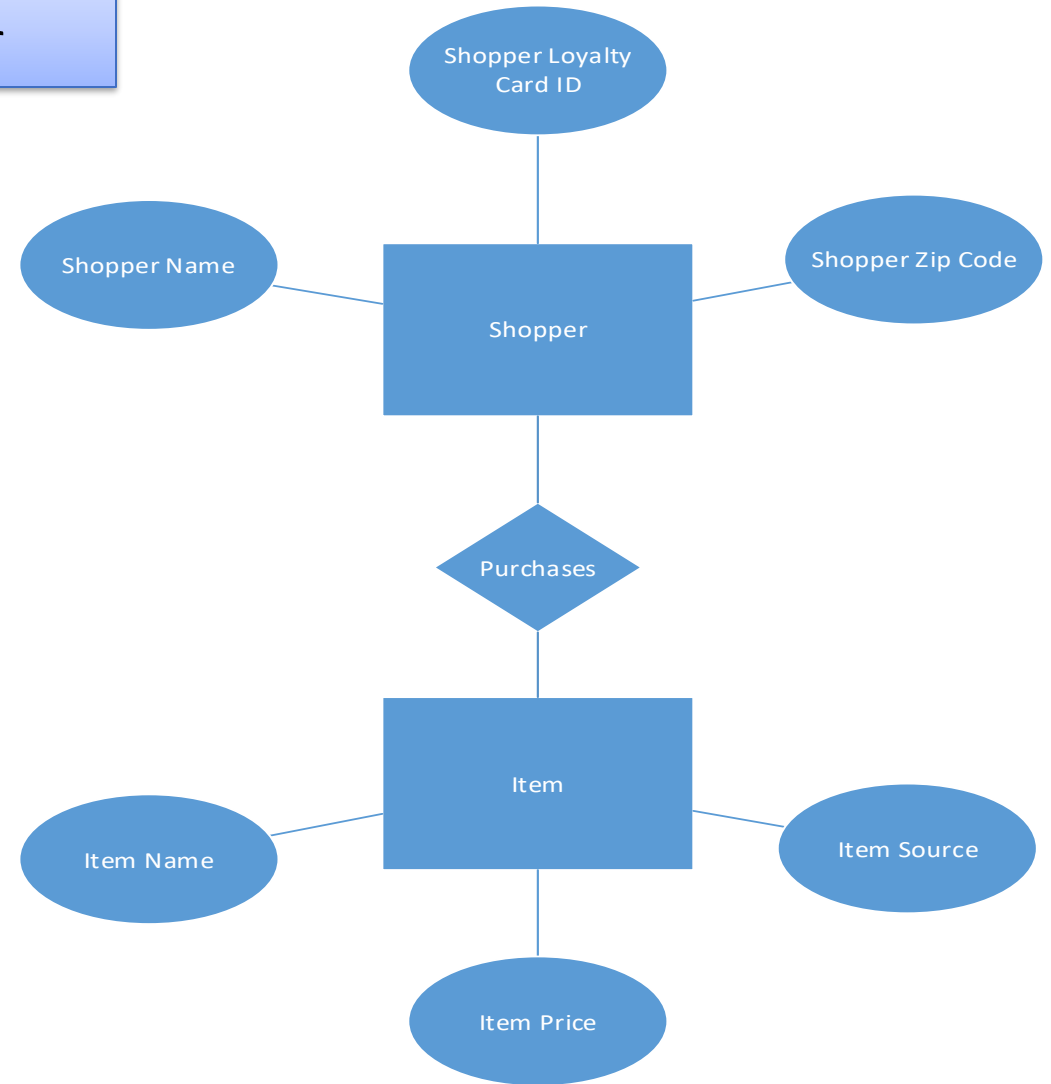 Shopper Loyalty
Card ID
Shopper Name
Shopper Zip Code
Shopper
Purchases
Item
Item Name
Item Source
Item Price